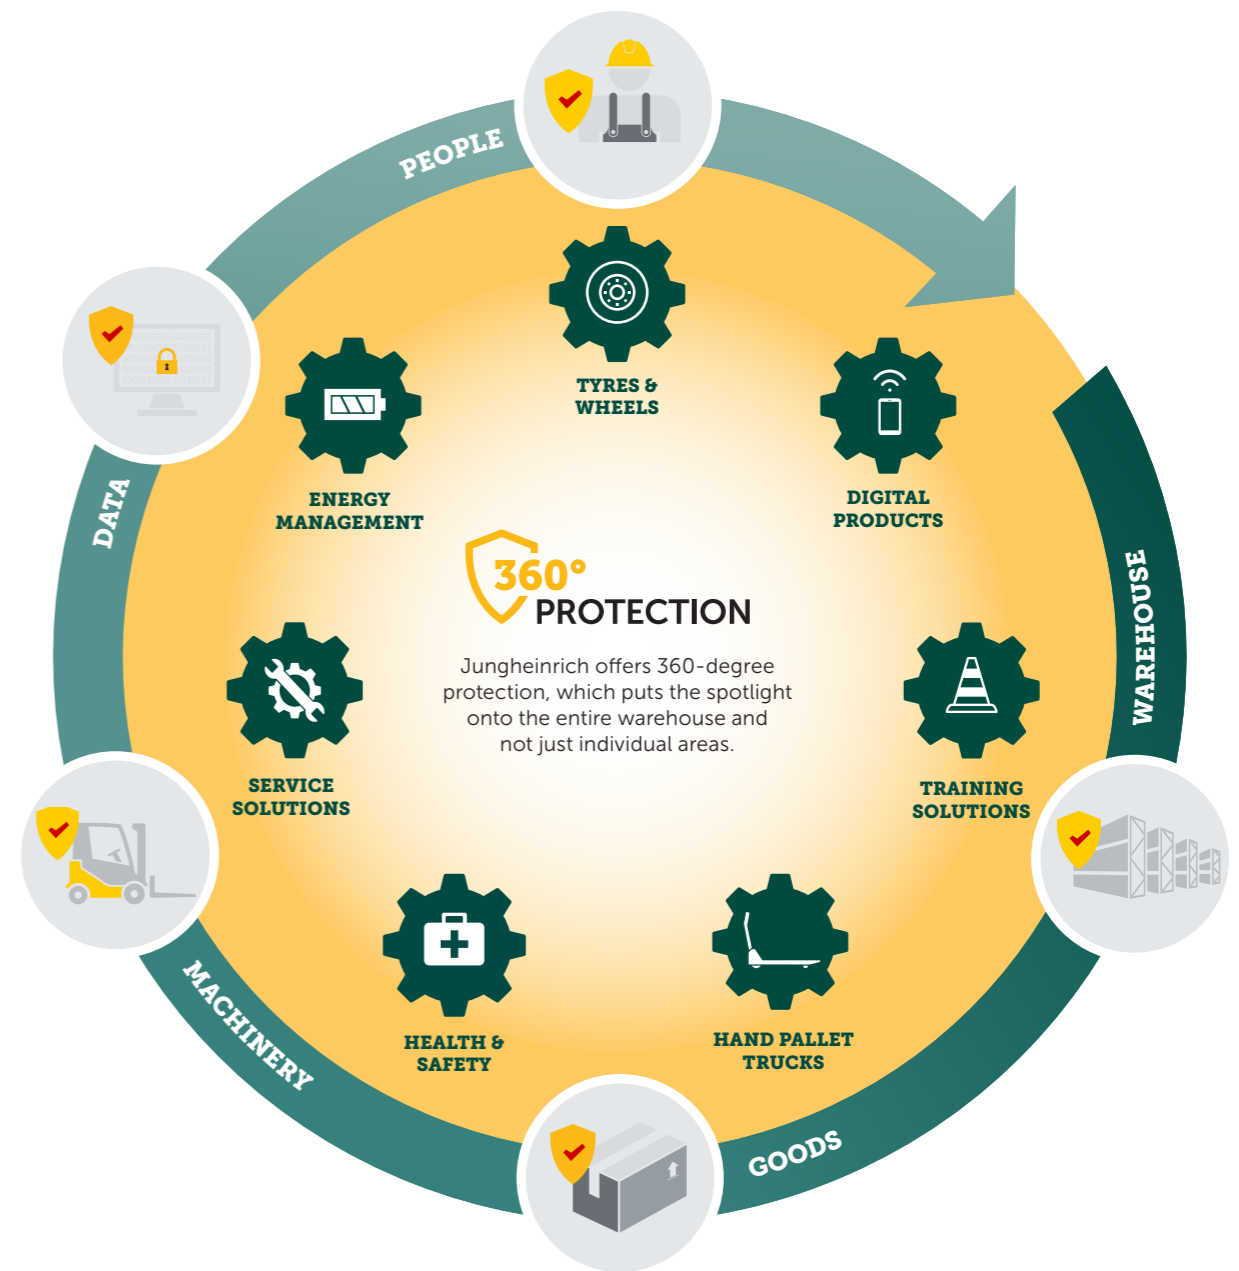 PEOPLE
TYRES &
WHEELS
ENERGY
MANAGEMENT
DIGITAL
PRODUCTS
DATA
360°
PROTECTION
Jungheinrich offers 360-degree
protection, which puts the spotlight
onto the entire warehouse and
not just individual areas.
WAREHOUSE
SERVICE
SOLUTIONS
TRAINING
SOLUTIONS
MACHINERY
HEALTH &
SAFETY
HAND PALLET
TRUCKS
GOODS